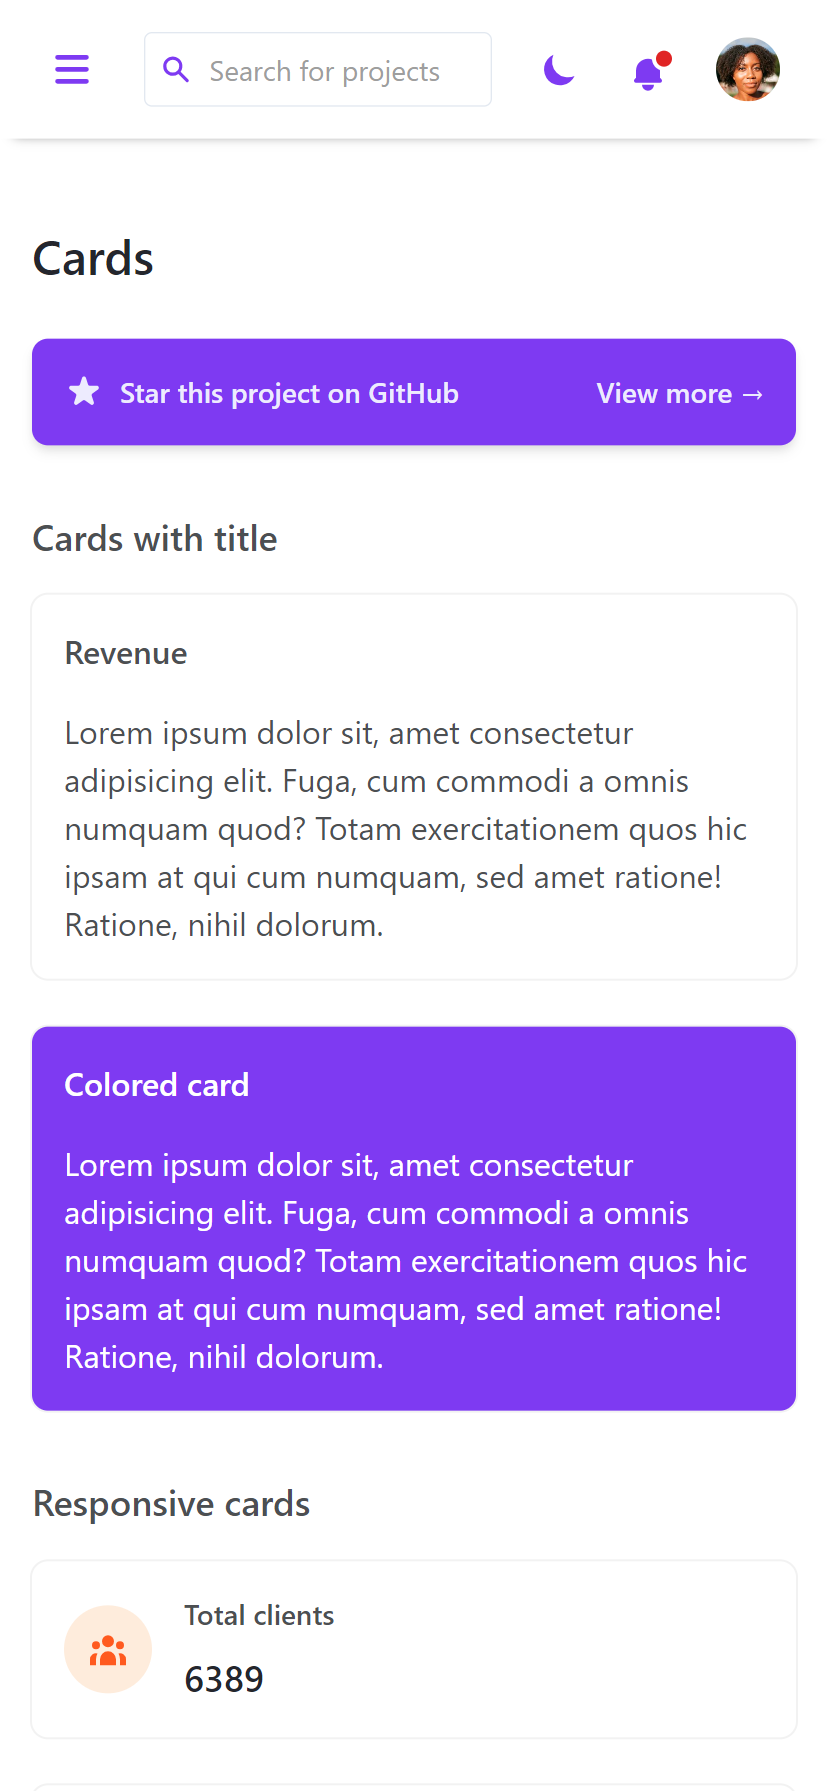 Search for projects
Cards
Star this project on GitHub View more →
Cards with title
Revenue
Lorem ipsum dolor sit, amet consectetur
adipisicing elit. Fuga, cum commodi a omnis
numquam quod? Totam exercitationem quos hic
ipsam at qui cum numquam, sed amet ratione!
Ratione, nihil dolorum.
Colored card
Lorem ipsum dolor sit, amet consectetur
adipisicing elit. Fuga, cum commodi a omnis
numquam quod? Totam exercitationem quos hic
ipsam at qui cum numquam, sed amet ratione!
Ratione, nihil dolorum.
Responsive cards
Total clients
6389